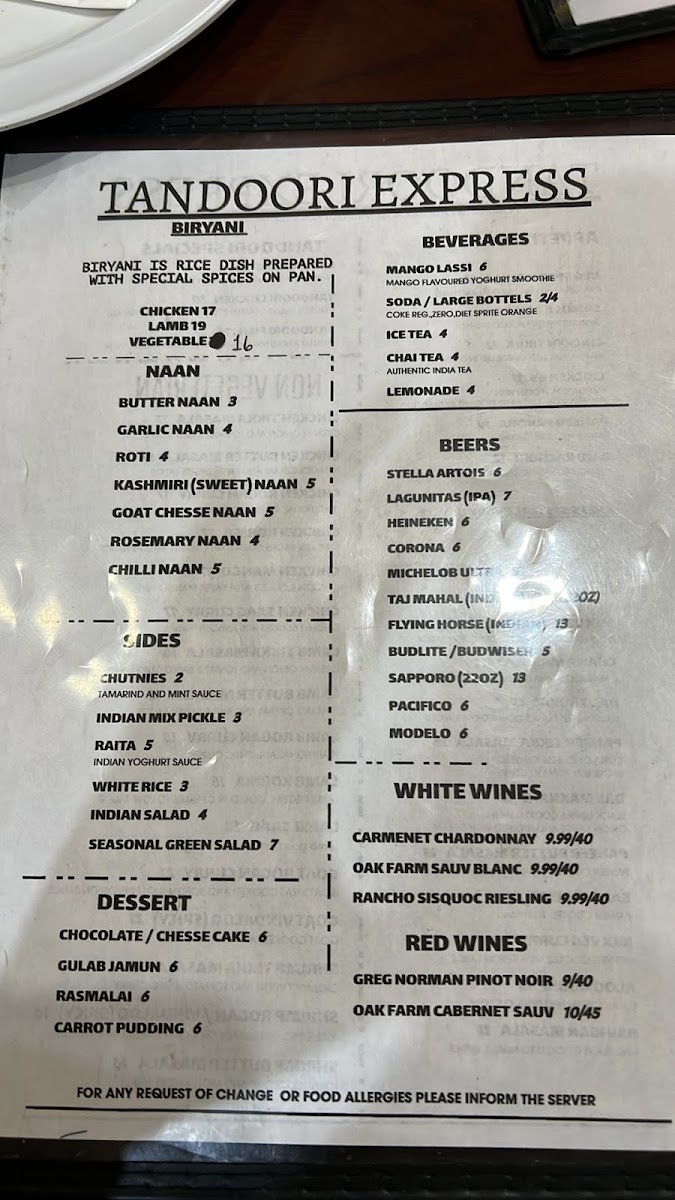 TANDOORI EXPRESS
BIRYANI
BIRYANI IS RICE DISH PREPARED
WITH SPECIAL SPICES ON PAN.
CHICKEN 17
LAMB 19
VEGETABLE 16
NAAN
BUTTER NAAN 3
GARLIC NAAN 4
ROTI 4
KASHMIRI (SWEET) NAAN 5
GOAT CHESSE NAAN 5
ROSEMARY NAAN 4
CHILLI NAAN 5
SIDES
CHUTNIES 2
TAMARIND AND MINT SAUCE
INDIAN MIX PICKLE 3
RAITA 5
INDIAN YOGHURT SAUCE
WHITE RICE 3
INDIAN SALAD 4
SEASONAL GREEN SALAD 7
DESSERT
CHOCOLATE / CHESSE CAKE 6
GULAB JAMUN 6
RASMALAI 6
CARROT PUDDING 6
BEVERAGES
MANGO LASSI 6
MANGO FLAVOURED YOGHURT SMOOTHIE
SODA / LARGE BOTTELS 2/4
COKE REG.,ZERO,DIET SPRITE ORANGE
ICE TEA 4
CHAI TEA 4
AUTHENTIC INDIA TEA
LEMONADE 4
BEERS
STELLA ARTOIS 6
LAGUNITAS (IPA) 7
HEINEKEN 6
CORONA 6
MICHELOB ULTRA
TAJ MAHAL
FLYING HORSE (INDIAN) 13
BUDLITE /BUDWISER 5
SAPPORO (22OZ) 13
PACIFICO 6
MODELO 6
WHITE WINES
CARMENET CHARDONNAY 9.99/40
OAK FARM SAUV BLANC 9.99/40
RANCHO SISQUOC RIESLING 9.99/40
RED WINES
GREG NORMAN PINOT NOIR 9/40
OAK FARM CABERNET SAUV 10/45
FOR ANY REQUEST OF CHANGE OR FOOD ALLERGIES PLEASE INFORM THE SERVER